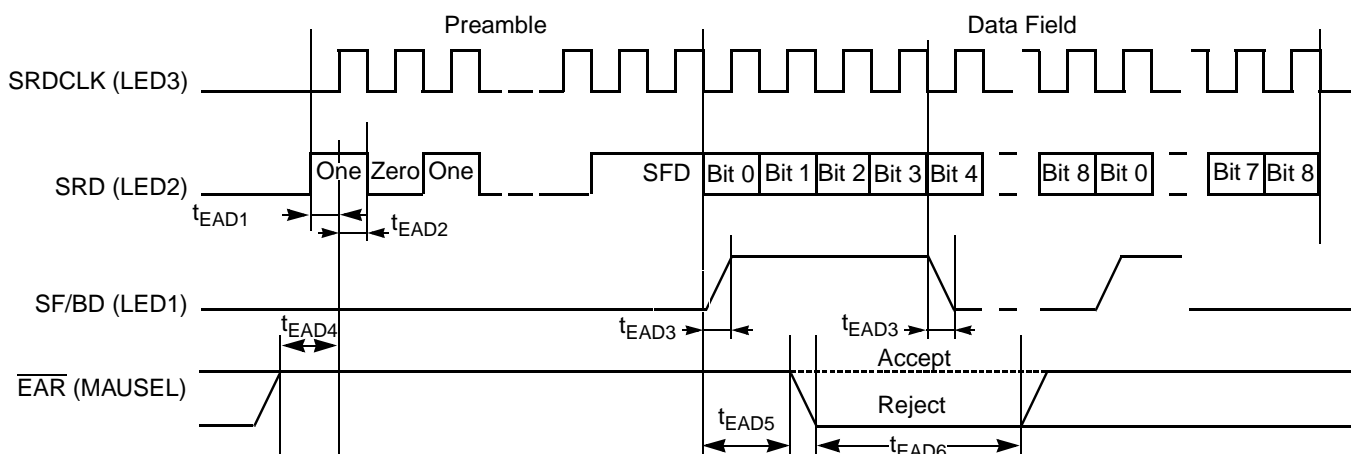 Preamble Data Field
SRDCLK (LED3)
SRD (LED2) One Zero One SFD Bit 0 Bit 1 Bit 2 Bit 3 Bit 4 Bit 8 Bit 0 Bit 7 Bit 8
tEAD1 tEAD2
SF/BD (LED1)
tEAD4 tEAD3 tEAD3
Accept
EAR (MAUSEL)
Reject
tEAD5
tEAD6